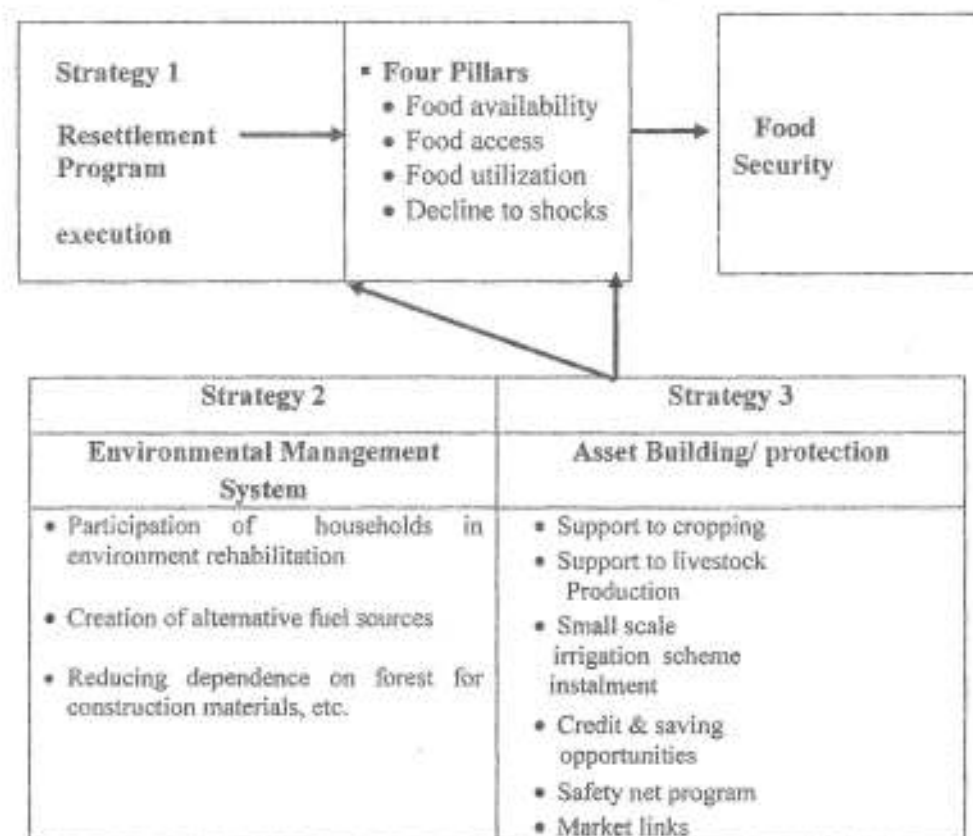 Strategy 1
Resettlement
Program
execution
▪ Four Pillars
• Food availability
• Food access
• Food utilization
• Decline to shocks
Food
Security
Strategy 2
Environmental Management
System
• Participation of households in
environment rehabilitation
• Creation of alternative fuel sources
• Reducing dependence on forest for
construction materials, etc.
Strategy 3
Asset Building/ protection
• Support to cropping
• Support to livestock
Production
• Small scale
irrigation scheme
instalment
• Credit & saving
opportunities
• Safety net program
• Market links